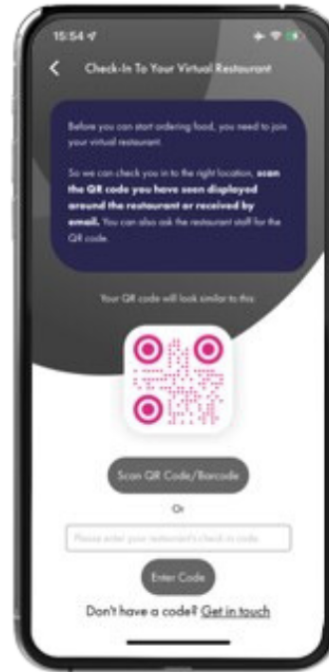 15:54
Check-In To Your Virtual Restaurant
Before you can start ordering food, you need to join
your virtual restaurant.
So we can check you in to the right location, scan
the QR code you have seen displayed
around the restaurant or received by
email. You can also ask the restaurant staff for the
QR code.
Your QR code will look similar to this
Scan QR Code/Barcode
Or
Please enter your restaurant's check-in code
Enter Code
Don't have a code? Get in touch